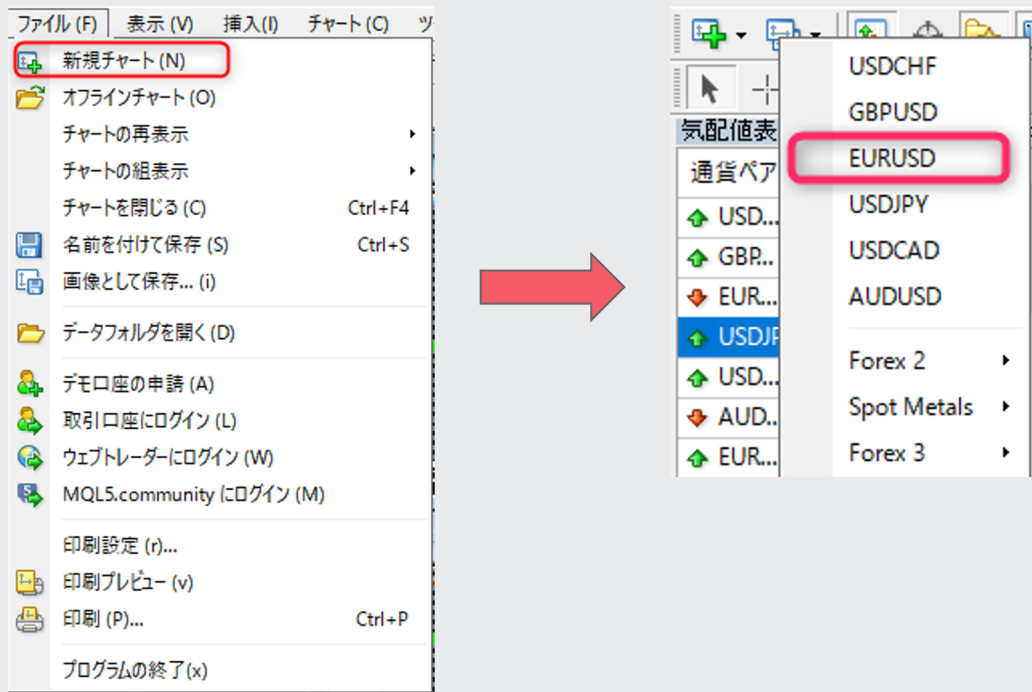 ファイル (F) 表示 (V) 挿入(I) チャート (C) ツ
新規チャート (N)
オフラインチャート (O)
チャートの再表示
チャートの組表示
チャートを閉じる (C) Ctrl+F4
名前を付けて保存 (S) Ctrl+S
画像として保存... (i)
データフォルダを開く (D)
デモ口座の申請 (A)
取引口座にログイン (L)
ウェブトレーダーにログイン (W)
MQL5.community にログイン (M)
印刷設定 (r)...
印刷プレビュー (v)
印刷 (P)... Ctrl+P
プログラムの終了(x)
気配値表
通貨ペア
USD...
GBP...
EUR...
USDJP
USD...
AUD...
EUR...
USDCHF
GBPUSD
EURUSD
USDJPY
USDCAD
AUDUSD
Forex 2
Spot Metals
Forex 3